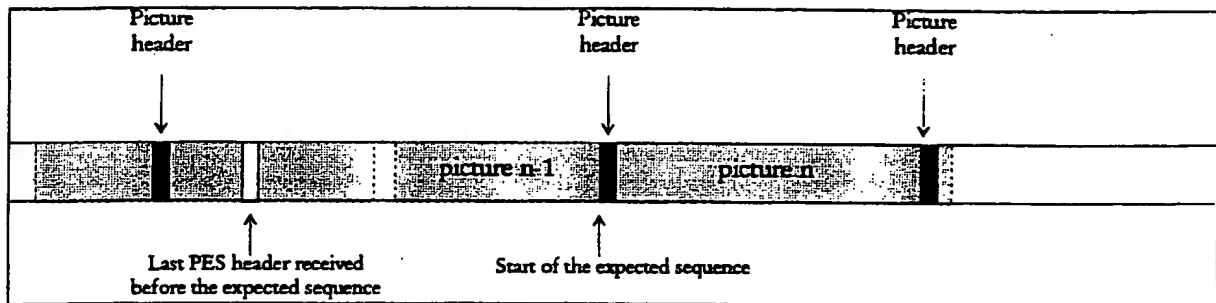 Picture
header
Picture
header
Picture
header
picture n-1
picture n
Last PES header received
before the expected sequence
Start of the expected sequence